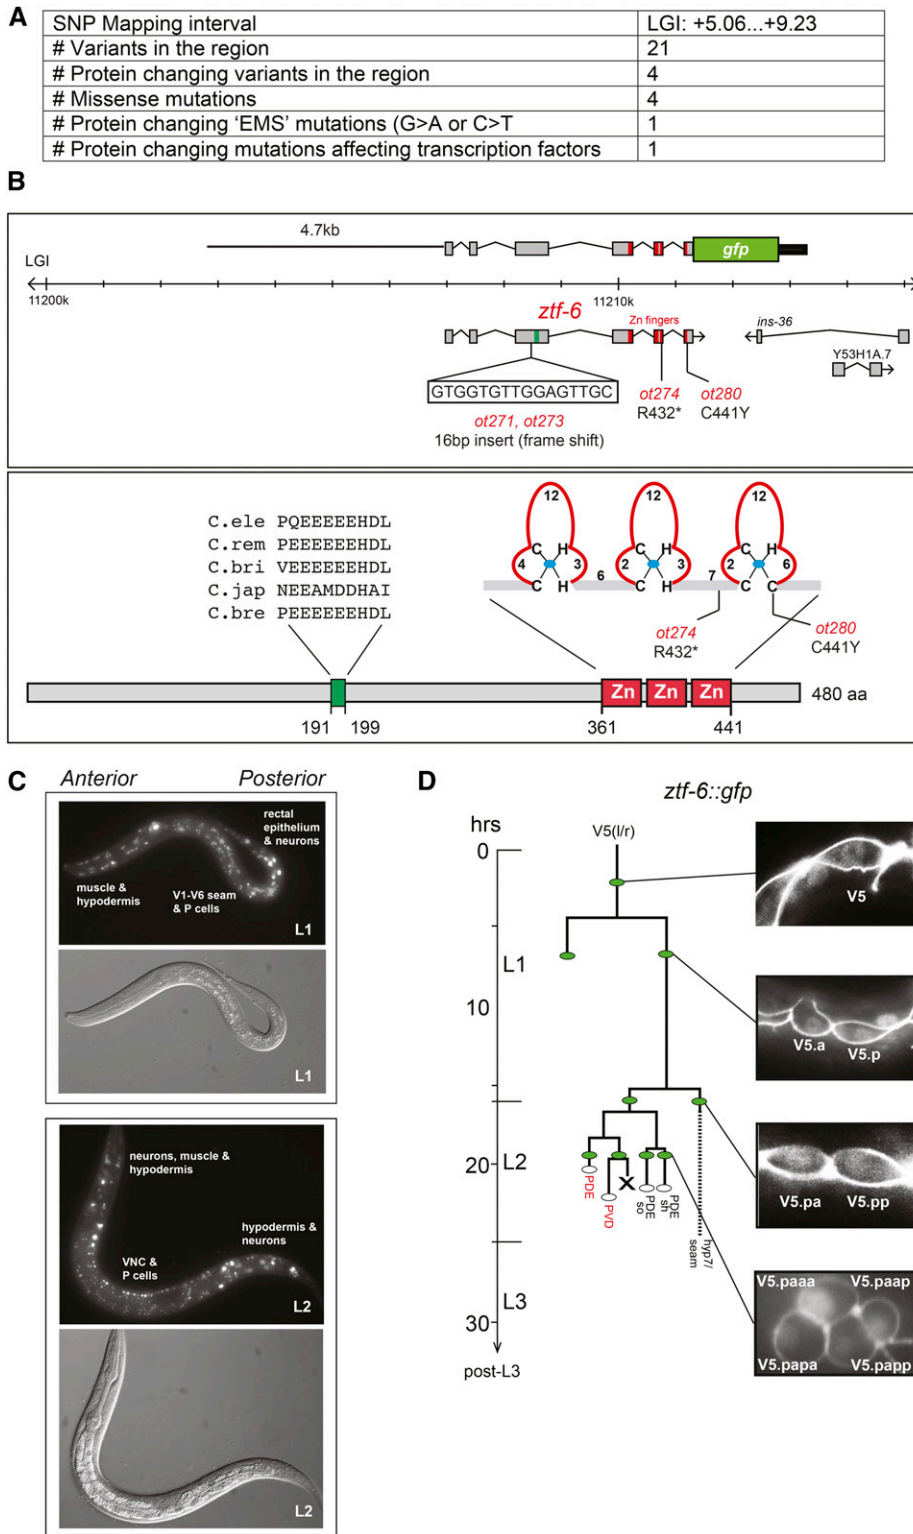 A
SNP Mapping interval LGI: +5.06...+9.23
# Variants in the region 21
# Protein changing variants in the region 4
# Missense mutations 4
# Protein changing ‘EMS’ mutations (G>A or C>T 1
# Protein changing mutations affecting transcription factors 1
B
4.7kb
gfp
LGI
11200k
11210k
ztf-6
Zn fingers
ins-36
Y53H1A.7
GTGGTGTTGGAGTTGC
ot271, ot273
16bp insert (frame shift)
ot274
R432*
ot280
C441Y
C.ele PQEEEEEEHDL
C.rem PEEEEEEHDL
C.bri VEEEEEEHDL
C.jap NEEAMDDHAI
C.bre PEEEEEEHDL
12 12 12
C H C H C H
4 3 2 3 2 6
C H C H C C
6 7
ot274
R432*
ot280
C441Y
Zn Zn Zn
480 aa
191 199
361 441
C
Anterior Posterior
rectal
epithelium
& neurons
muscle &
hypodermis
V1-V6 seam
& P cells
L1
L1
neurons, muscle &
hypodermis
hypodermis &
neurons
VNC &
P cells
L2
L2
D
ztf-6::gfp
hrs
V5(l/r)
0
L1
10
L2
20
L3
30
post-L3
PDE
PVD
X
PDE
so
PDE
sh
hyp7/
seam
V5
V5.a V5.p
V5.pa V5.pp
V5.paaa V5.paap
V5.papa V5.papp